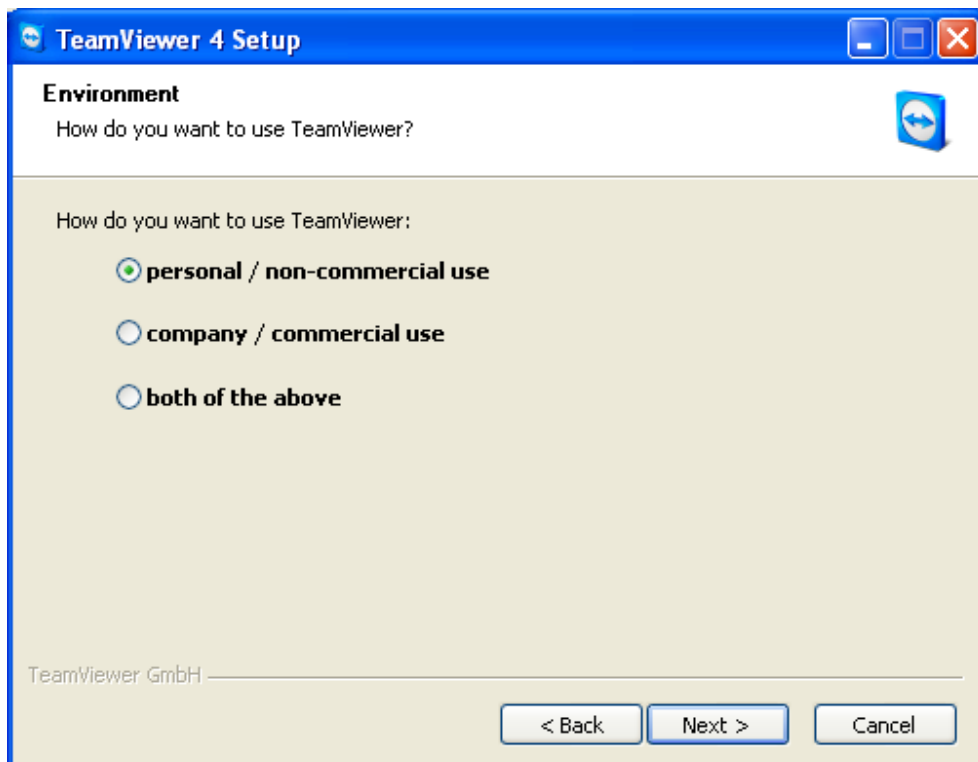 TeamViewer 4 Setup
Environment
How do you want to use TeamViewer?
How do you want to use TeamViewer:
personal / non-commercial use
company / commercial use
both of the above
TeamViewer GmbH
< Back Next > Cancel